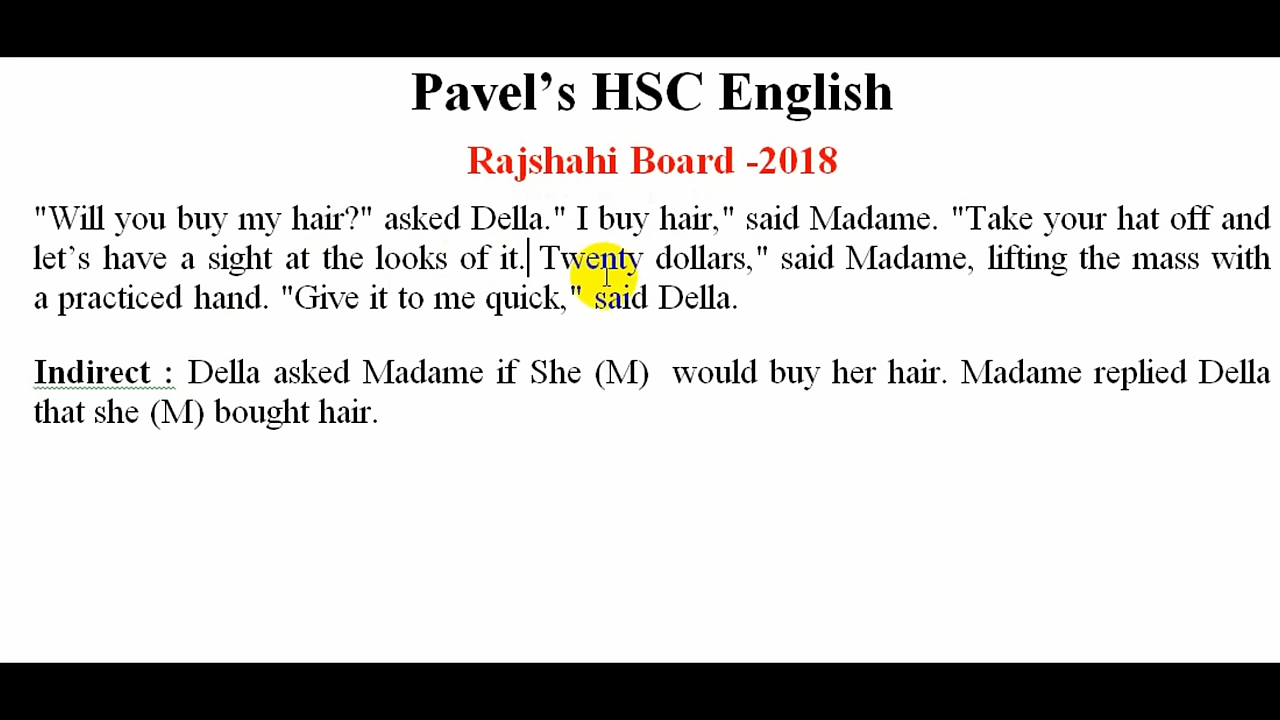 Pavel’s HSC English
Rajshahi Board -2018
"Will you buy my hair?" asked Della." I buy hair," said Madame. "Take your hat off and
let’s have a sight at the looks of it. Twenty dollars," said Madame, lifting the mass with
a practiced hand. "Give it to me quick," said Della.
Indirect : Della asked Madame if She (M) would buy her hair. Madame replied Della
that she (M) bought hair.